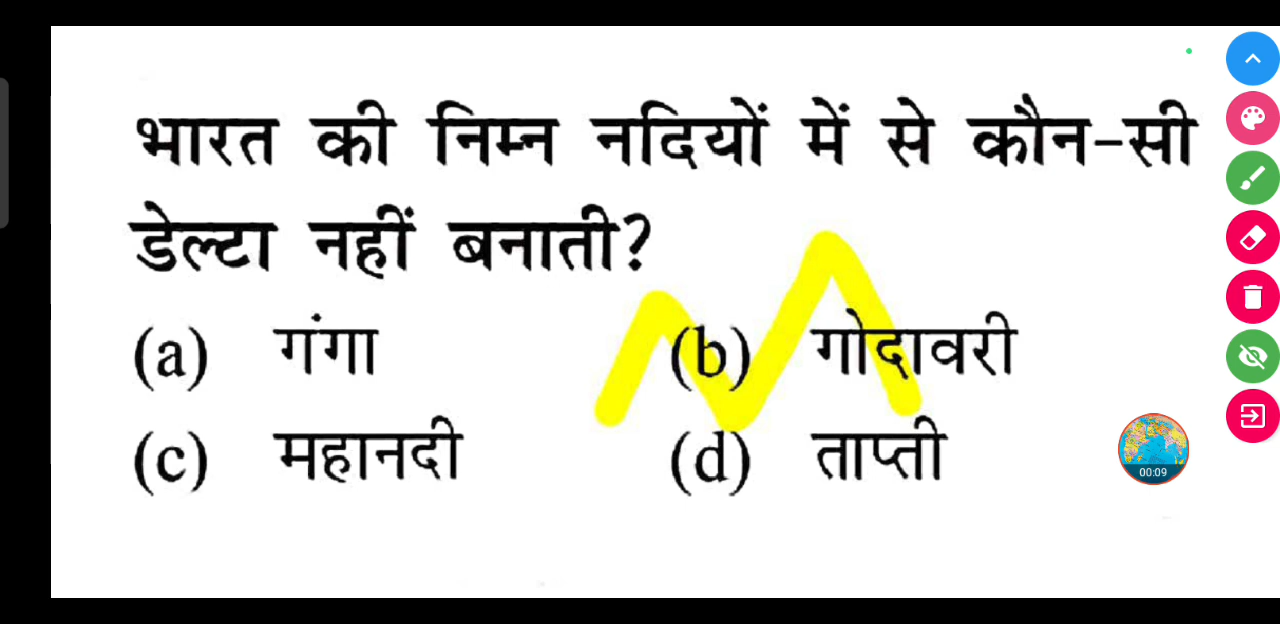 भारत की निम्न नदियों में से कौन-सी
डेल्टा नहीं बनाती?
(a) गंगा (b) गोदावरी
(c) महानदी (d) ताप्ती
00:09